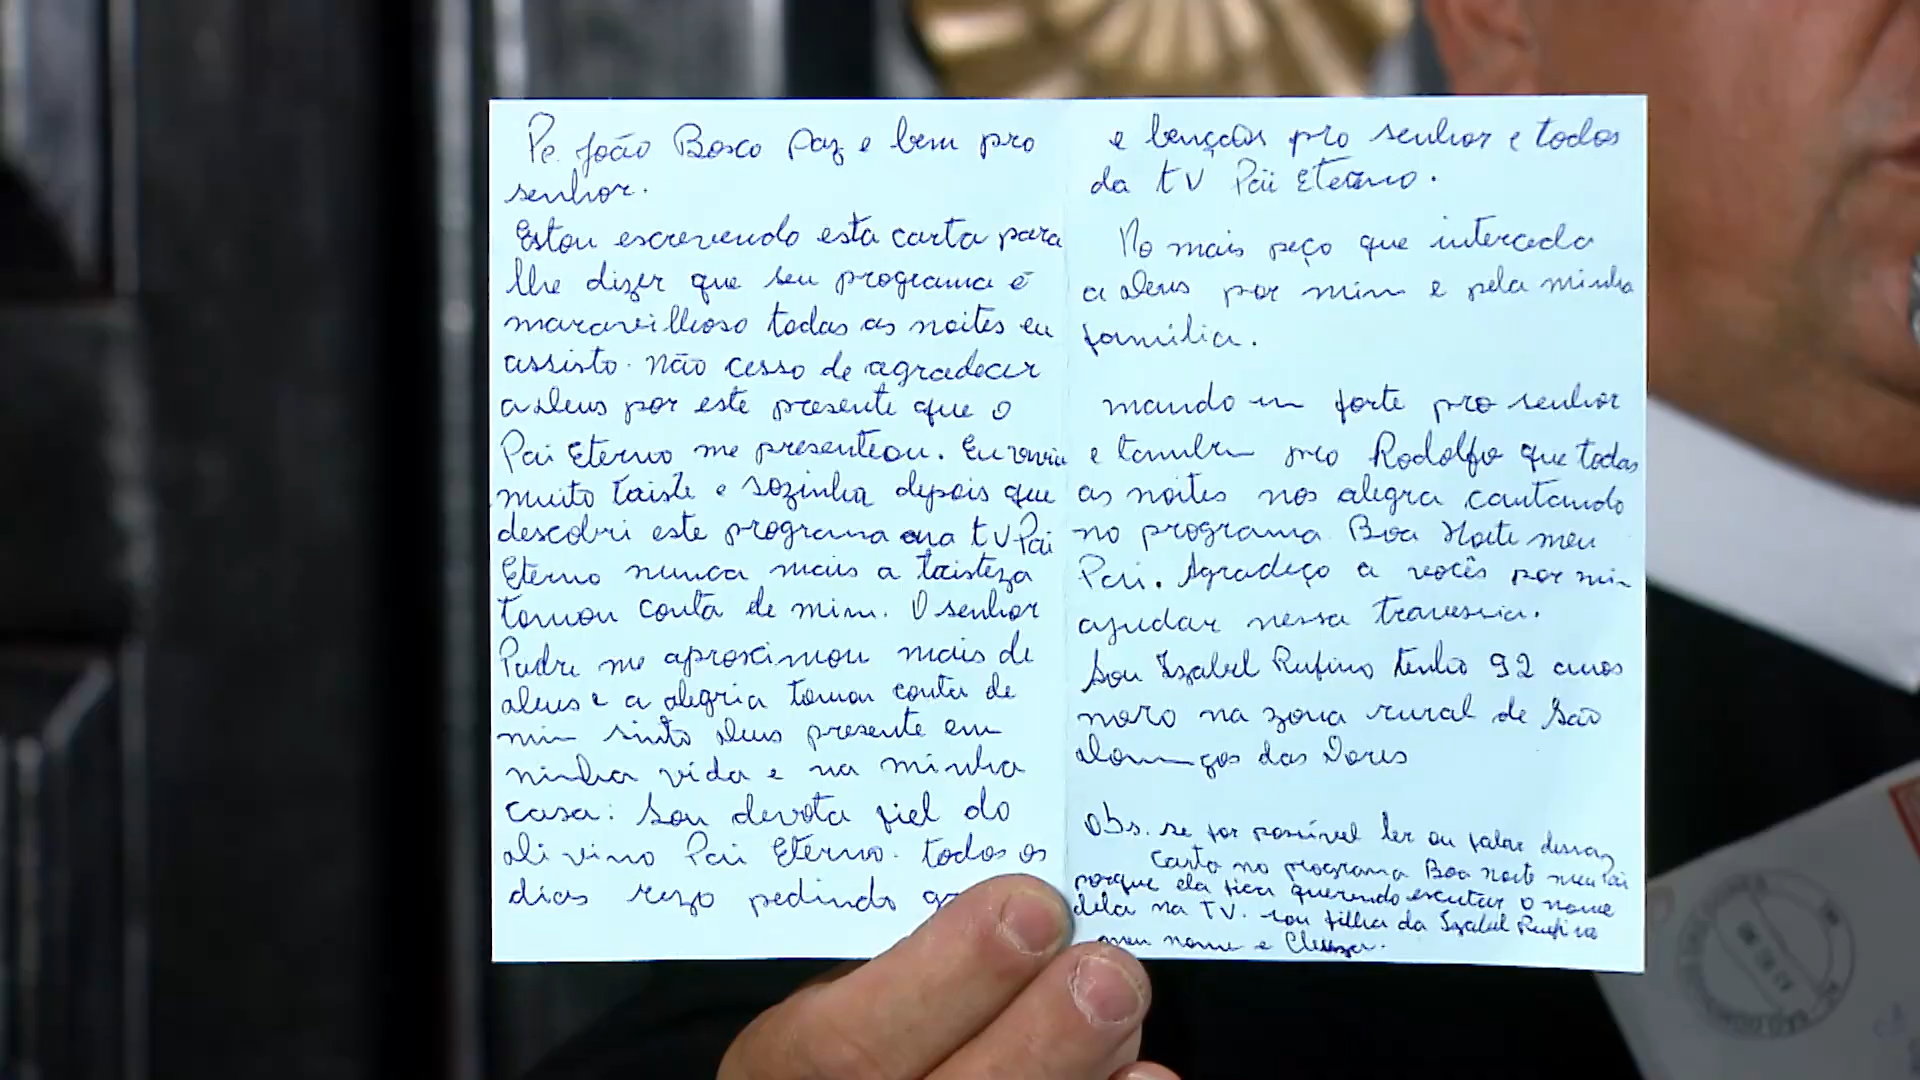 Pe. João Bosco Paz e bem pro
senhor.
Estou escrevendo esta carta para
lhe dizer que seu programa é
maravilhoso todas as noites eu
assisto. Não cesso de agradecer
a Deus por este presente que o
Pai Eterno me presenteou. Eu vivia
muito triste e sozinha depois que
descobri este programa na tv Pai
Eterno nunca mais a tristeza
tomou conta de mim. O senhor
Padre me aproximou mais de
Deus e a alegria tomou conta de
mim sinto Deus presente em
minha vida e na minha
casa: Sou devota fiel do
Divino Pai Eterno. todos os
dias rezo pedindo
e bençãos pro senhor e todos
da tv Pai Eterno.
No mais peço que interceda
a Deus por mim e pela minha
família.
mando um forte pro senhor
e também pro Rodolfo que todas
as noites nos alegra cantando
no programa Boa Noite meu
Pai. Agradeço a vocês por min
ajudar nessa travessia.
Sou Izabel Rufino tenho 92 anos
moro na zona rural de São
Domingos das Dores
Obs. se for possível ler ou falar dessa
carta no programa Boa noite meu Pai
porque ela fica querendo escutar o nome
dela na TV. sou filha da Izabel Rufino
meu nome e Cleuza.